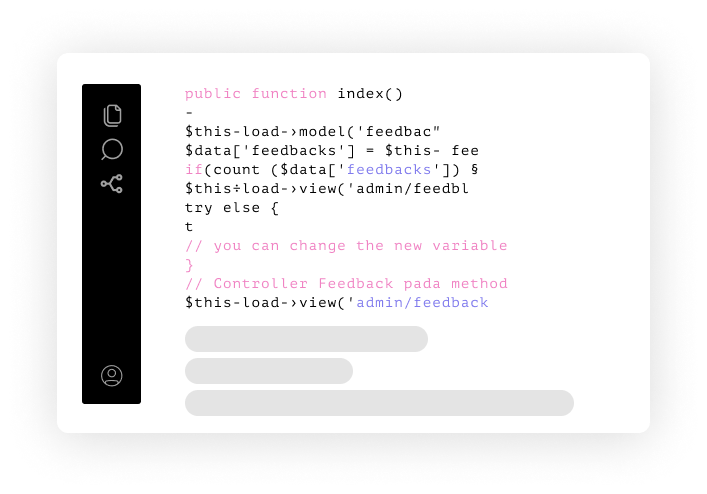 public function index()
-
$this-load-›model('feedbac"
$data['feedbacks'] = $this- fee
if(count ($data['feedbacks']) §
$this÷load-›view('admin/feedbl
try else {
t
// you can change the new variable
}
// Controller Feedback pada method
$this-load-›view('admin/feedback